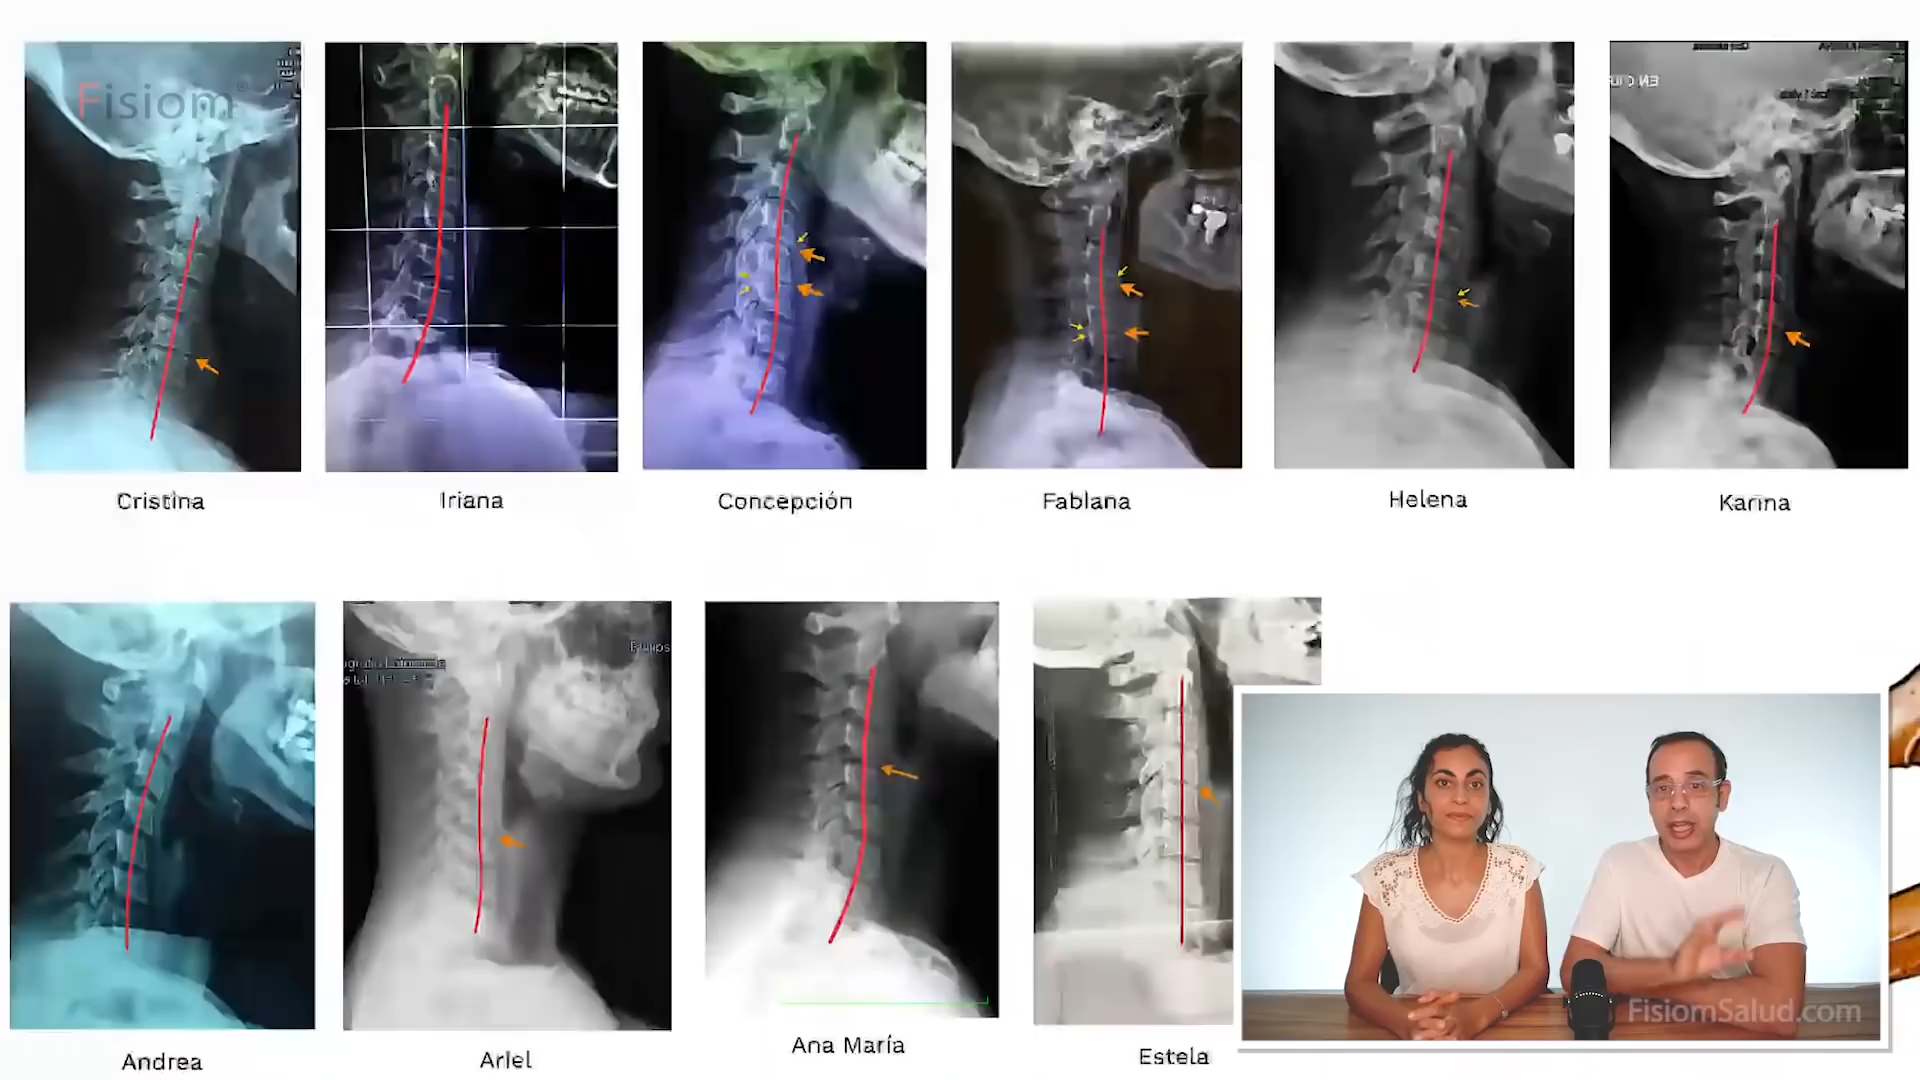 Fisiom®
Cristina
Iriana
Concepción
Fabiana
Helena
Karina
Andrea
Ariel
Ana María
Estela
FisiomSalud.com